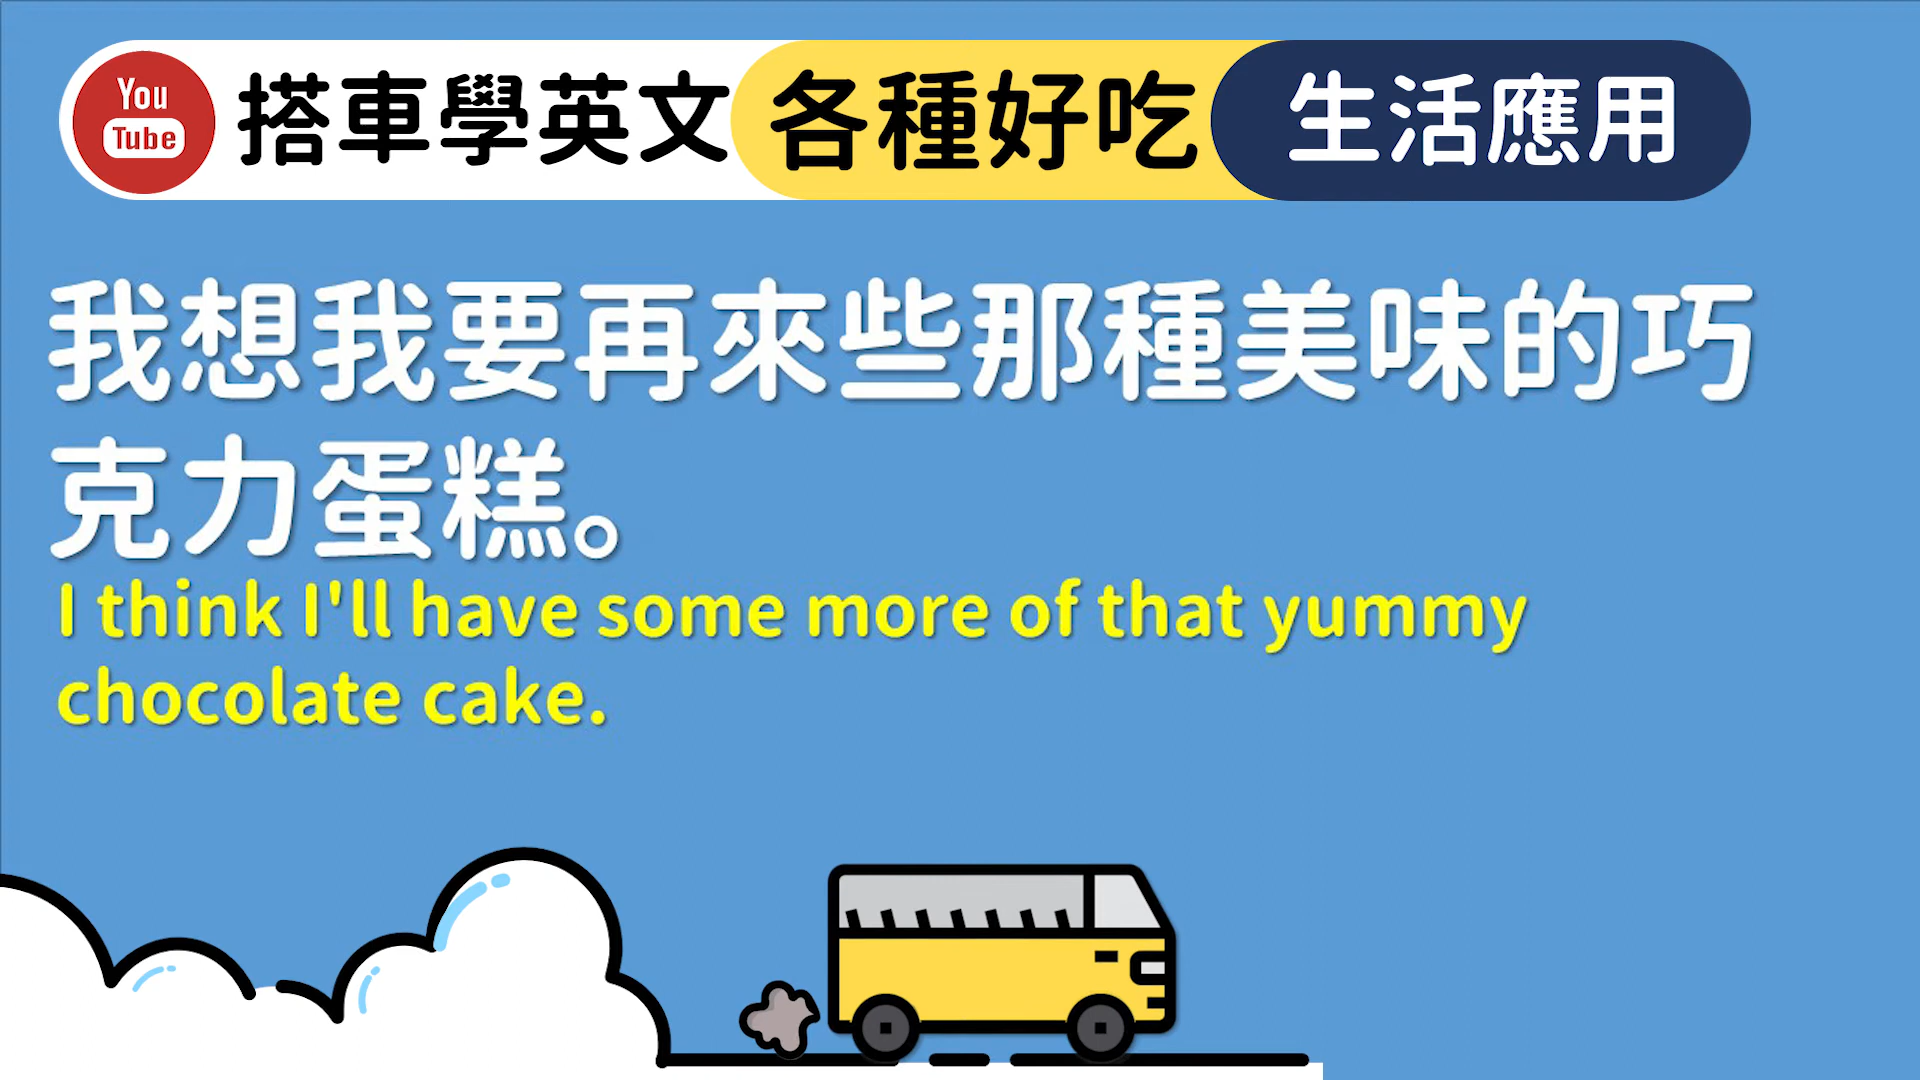 You
Tube
搭車學英文 各種好吃 生活應用
我想我要再來些那種美味的巧
克力蛋糕。
I think I'll have some more of that yummy
chocolate cake.